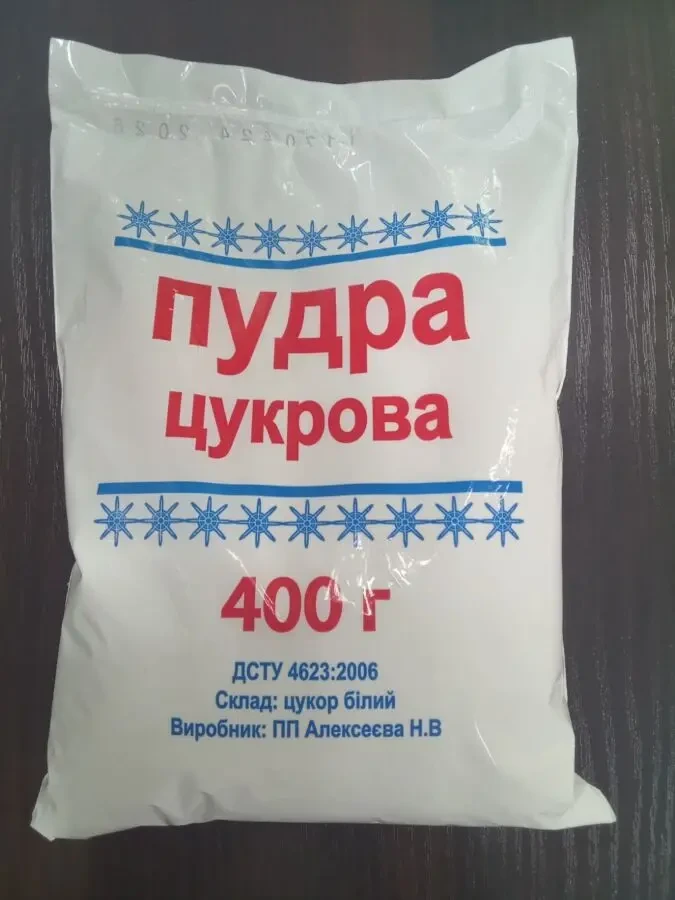 пудра
цукрова
400 г
ДСТУ 4623:2006
Склад: цукор білий
Виробник: ПП Алексеєва Н.В